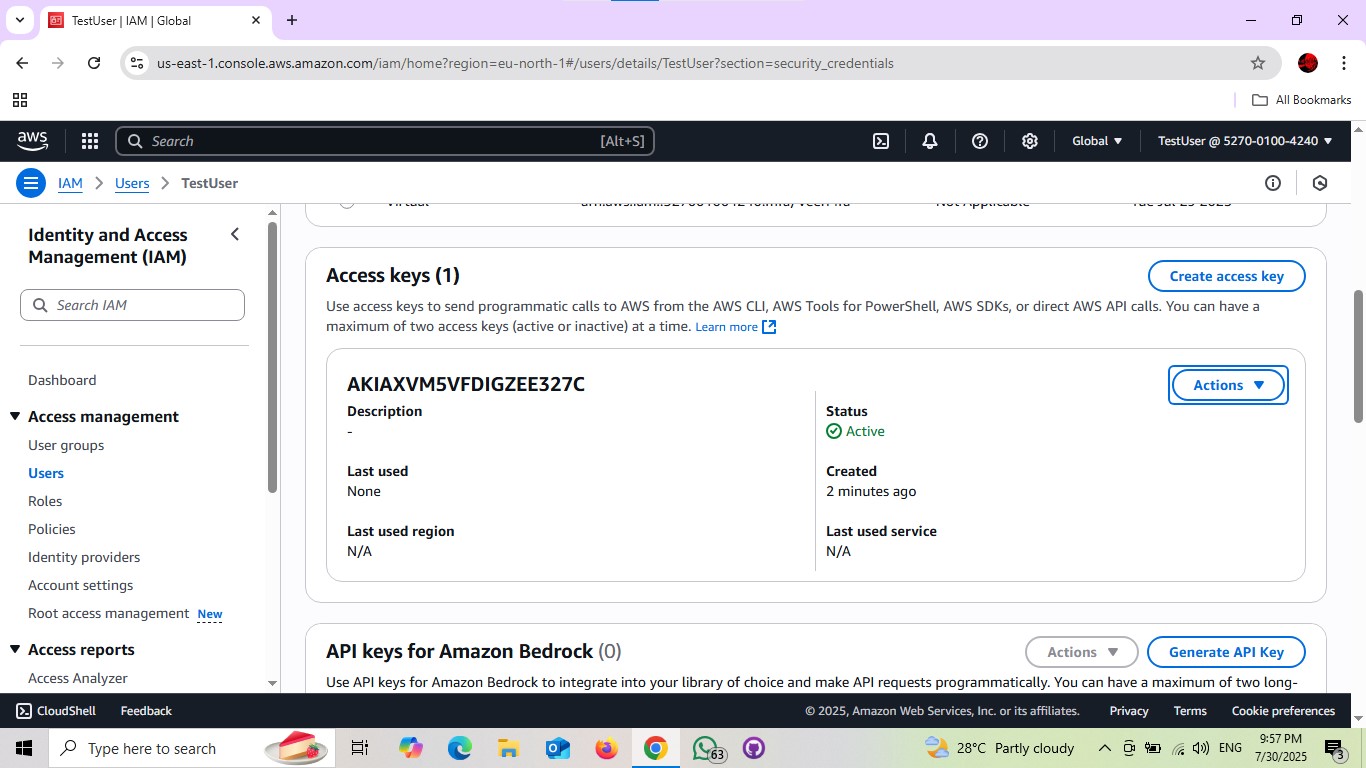 TestUser | IAM | Global
us-east-1.console.aws.amazon.com/iam/home?region=eu-north-1#/users/details/TestUser?section=security_credentials
All Bookmarks
aws
Search
[Alt+S]
Global
TestUser @ 5270-0100-4240
IAM
Users
TestUser
Identity and Access
Management (IAM)
Search IAM
Dashboard
Access management
User groups
Users
Roles
Policies
Identity providers
Account settings
Root access management New
Access reports
Access Analyzer
Virtual
Not Applicable
Tue Jul 29 2025
Access keys (1)
Create access key
Use access keys to send programmatic calls to AWS from the AWS CLI, AWS Tools for PowerShell, AWS SDKs, or direct AWS API calls. You can have a
maximum of two access keys (active or inactive) at a time. Learn more
AKIAXVM5VFDIGZEE327C
Actions
Description
-
Status
Active
Last used
None
Created
2 minutes ago
Last used region
N/A
Last used service
N/A
API keys for Amazon Bedrock (0)
Actions
Generate API Key
Use API keys for Amazon Bedrock to integrate into your library of choice and make API requests programmatically. You can have a maximum of two long-
CloudShell
Feedback
© 2025, Amazon Web Services, Inc. or its affiliates.
Privacy
Terms
Cookie preferences
Type here to search
63
28°C Partly cloudy
ENG
9:57 PM
7/30/2025
3